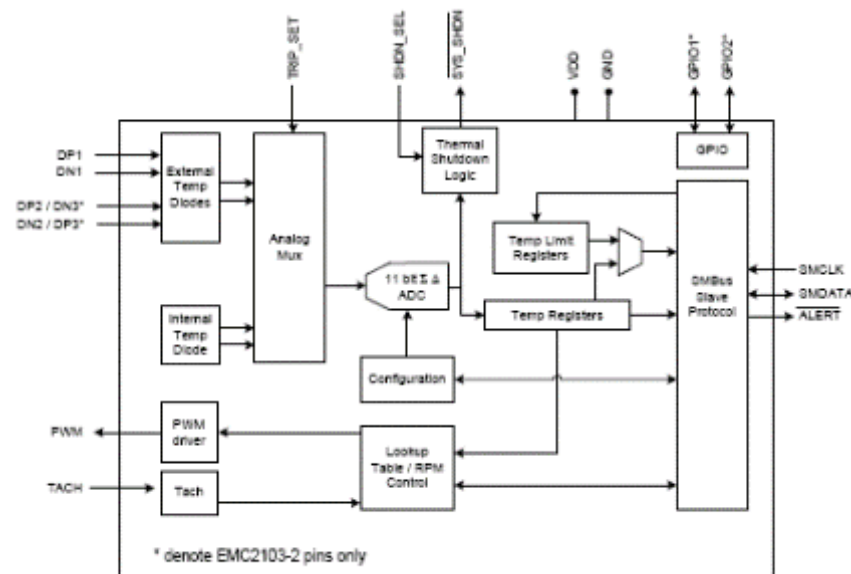 TRIP_SET
SHDN_SEL
SYS_SHDN
VDD
GND
GPIO1*
GPIO2*
DP1
DN1
DP2 / DN3*
DN2 / DP3*
External
Temp
Diodes
Analog
Mux
Thermal
Shutdown
Logic
GPIO
Temp Limit
Registers
11 bit Σ Δ
ADC
Temp Registers
SMBus
Slave
Protocol
SMCLK
SMDATA
ALERT
Internal
Temp
Diode
Configuration
PWM
PWM
driver
Lookup
Table / RPM
Control
TACH
Tach
* denote EMC2103-2 pins only